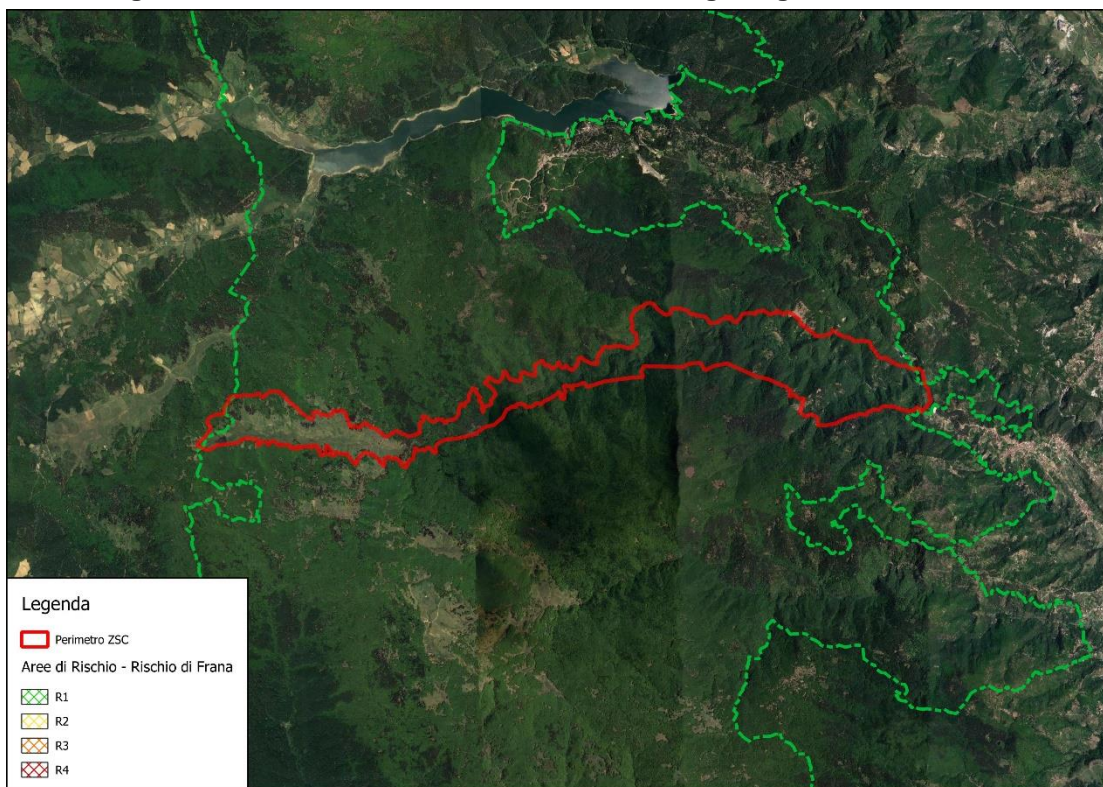 Legenda
Perimetro ZSC
Aree di Rischio - Rischio di Frana
R1
R2
R3
R4